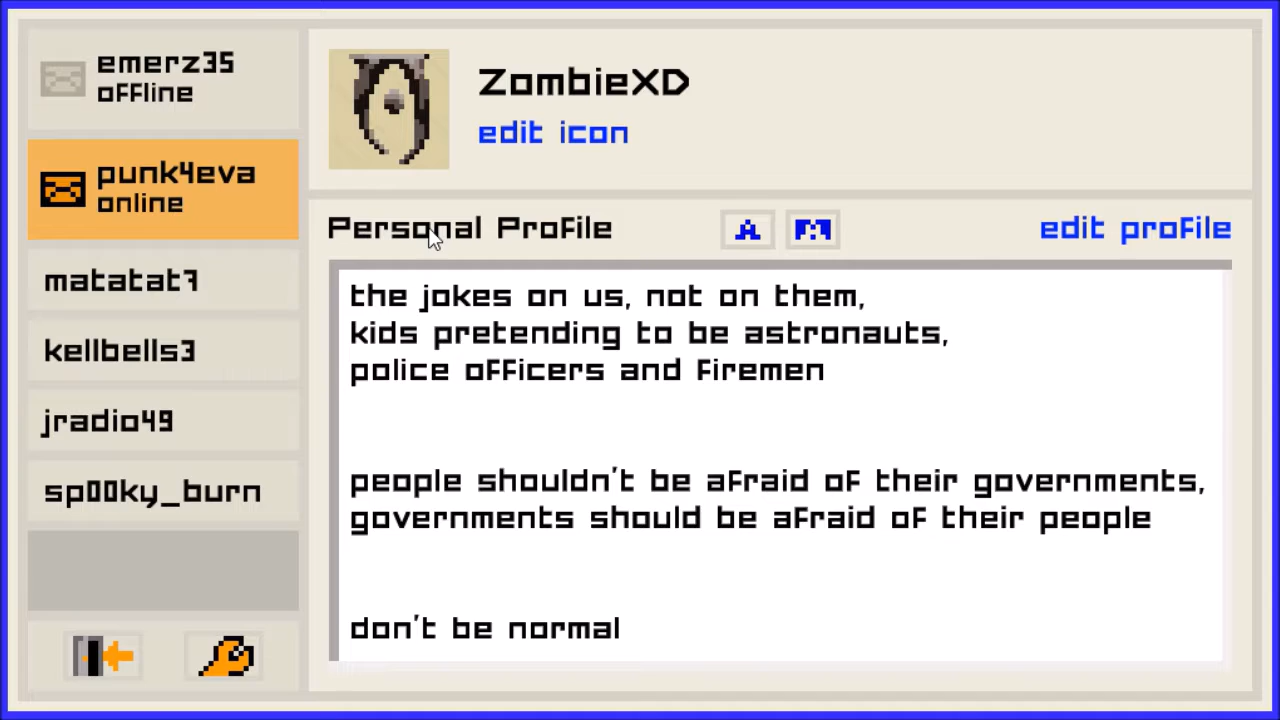 emerz35
offline
punk4eva
online
matatat7
kellbells3
jradio49
sp00ky_burn
ZombieXD
edit icon
Personal Profile
A
edit profile
the jokes on us, not on them,
kids pretending to be astronauts,
police officers and firemen
people shouldn't be afraid of their governments,
governments should be afraid of their people
don't be normal